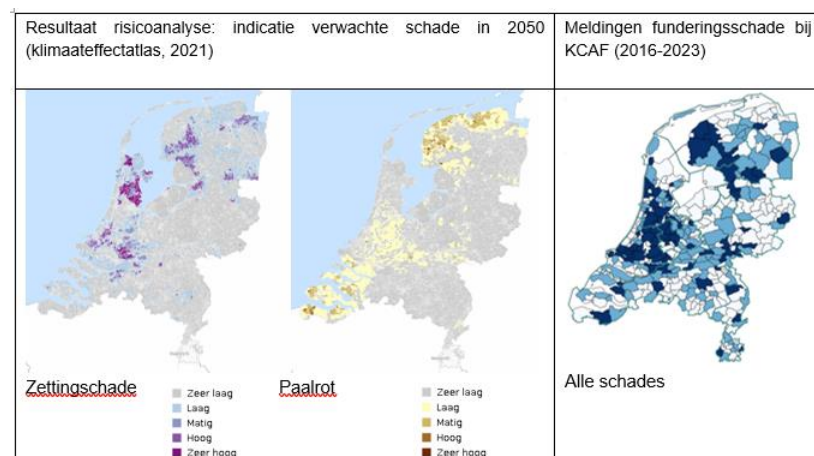 Resultaat risicoanalyse: indicatie verwachte schade in 2050
(klimaateffectatlas, 2021)
Meldingen funderingsschade bij
KCAF (2016-2023)
Zettingschade
Zeer laag
Laag
Matig
Hoog
Zeer hoog
Paalrot
Zeer laag
Laag
Matig
Hoog
Zeer hoog
Alle schades